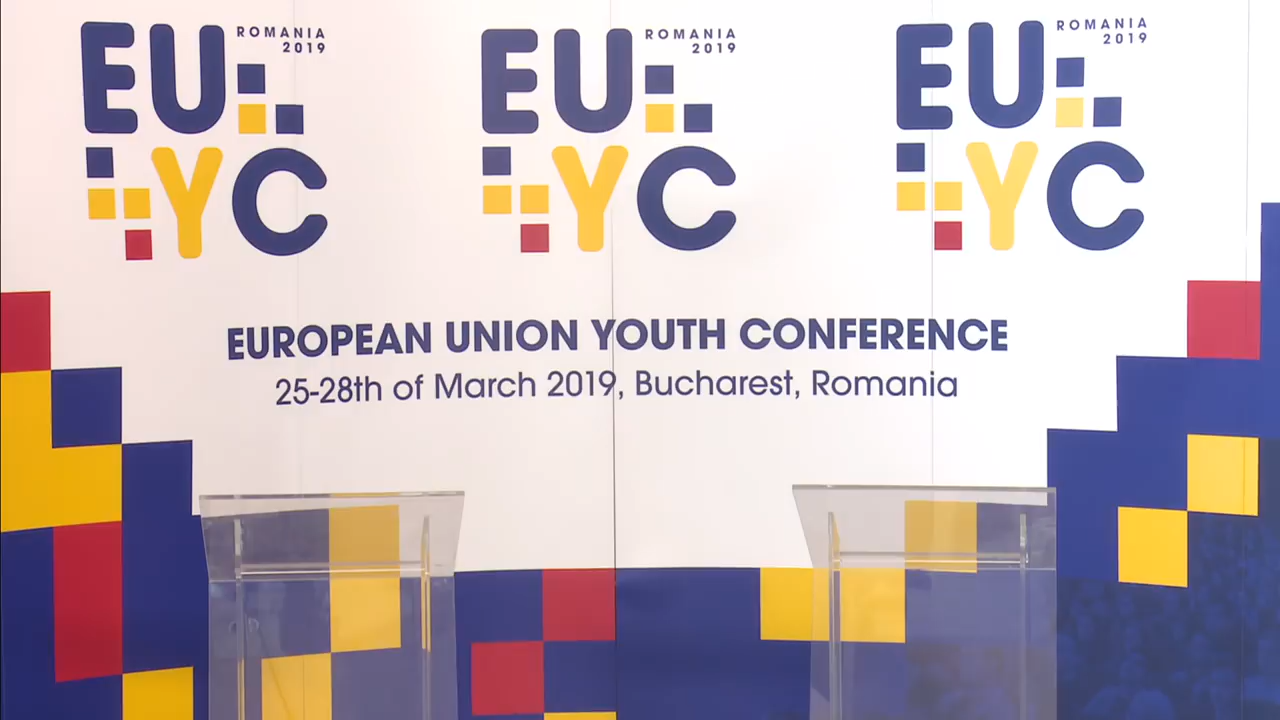 EU ROMANIA
2019
YC
EU ROMANIA
2019
YC
EU ROMANIA
2019
YC
EUROPEAN UNION YOUTH CONFERENCE
25-28th of March 2019, Bucharest, Romania